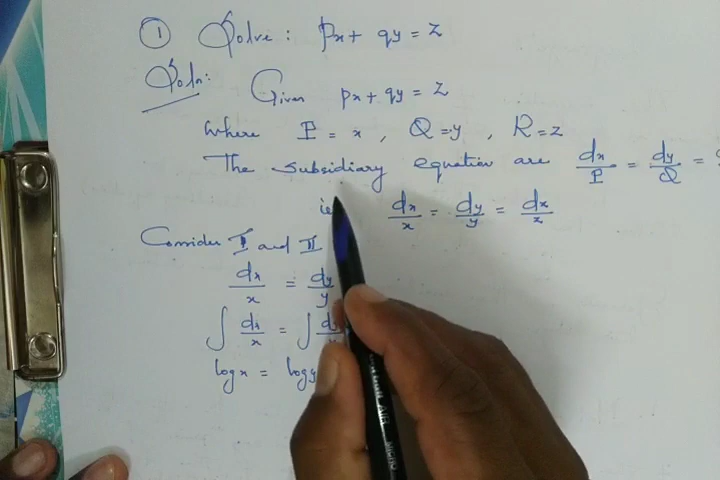 ① Solve: px + qy = z
Soln: Given px + qy = z
Where P = x , Q = y , R = z
The subsidiary equation are dx/P = dy/Q =
ie dx/x = dy/y = dx/x
Consider I and II
dx/x = dy/y
∫ dx/x = ∫
log x = log y